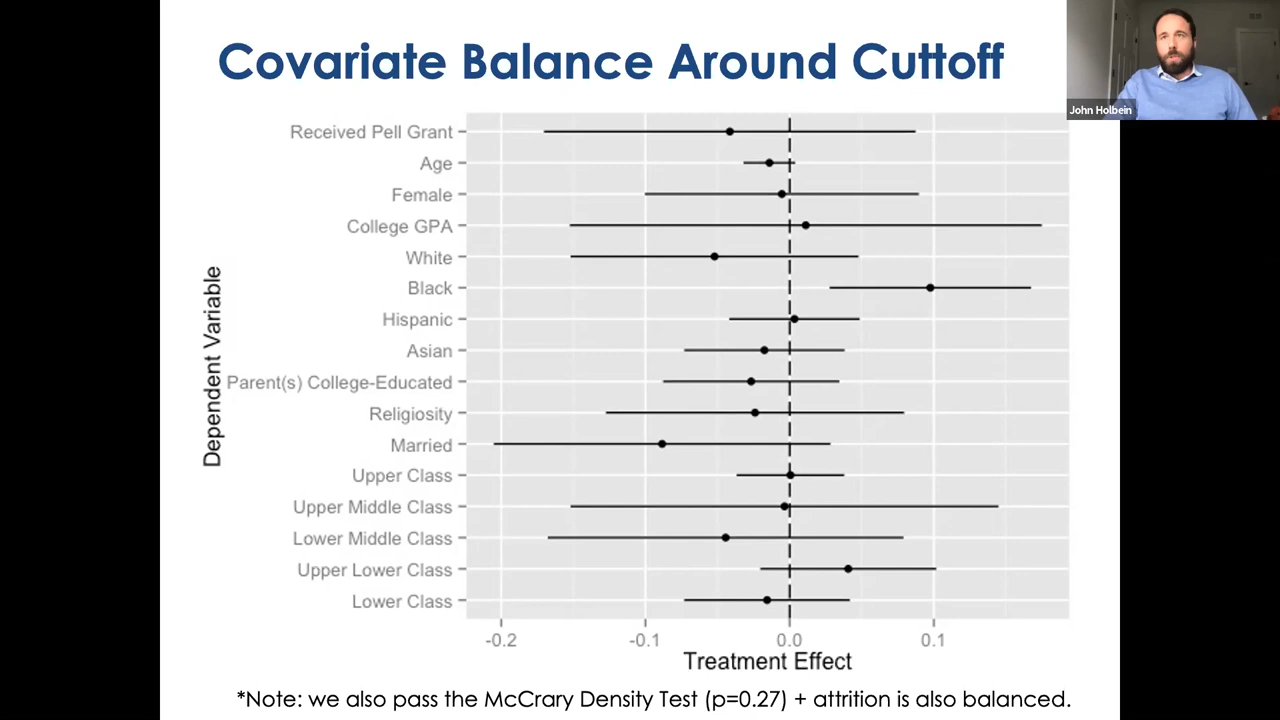 Covariate Balance Around Cuttoff
John Holbein
Dependent Variable
Received Pell Grant
Age
Female
College GPA
White
Black
Hispanic
Asian
Parent(s) College-Educated
Religiosity
Married
Upper Class
Upper Middle Class
Lower Middle Class
Upper Lower Class
Lower Class
-0.2 -0.1 0.0 0.1
Treatment Effect
*Note: we also pass the McCrary Density Test (p=0.27) + attrition is also balanced.